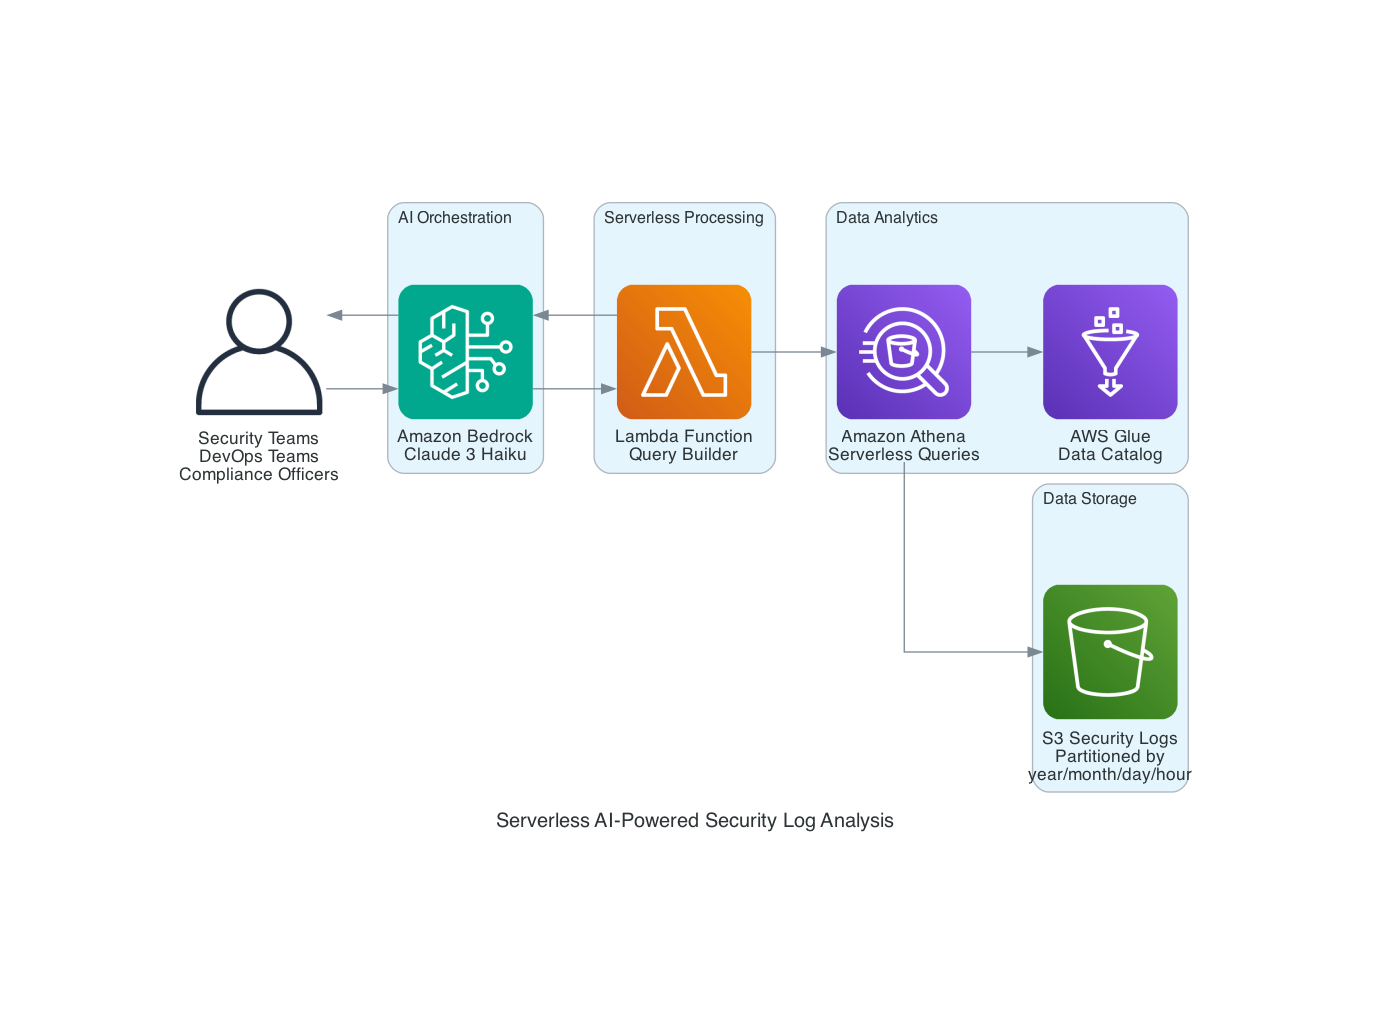 AI Orchestration
Serverless Processing
Data Analytics
Security Teams
DevOps Teams
Compliance Officers
Amazon Bedrock
Claude 3 Haiku
Lambda Function
Query Builder
Amazon Athena
Serverless Queries
AWS Glue
Data Catalog
Data Storage
S3 Security Logs
Partitioned by
year/month/day/hour
Serverless AI-Powered Security Log Analysis